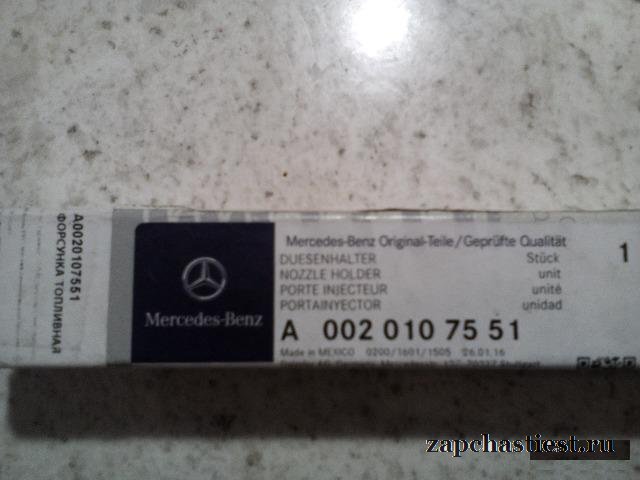 A0020107551
ФОРСУНКА ТОПЛИВНАЯ
Mercedes-Benz
Mercedes-Benz Original-Teile/Geprüfte Qualität
DUESENHALTER Stück 1
NOZZLE HOLDER unit
PORTE INJECTEUR unité
PORTAINYECTOR unidad
A 002 010 75 51
Made in MEXICO 0200/1601/1505 26.01.16
zapchastiest.ru